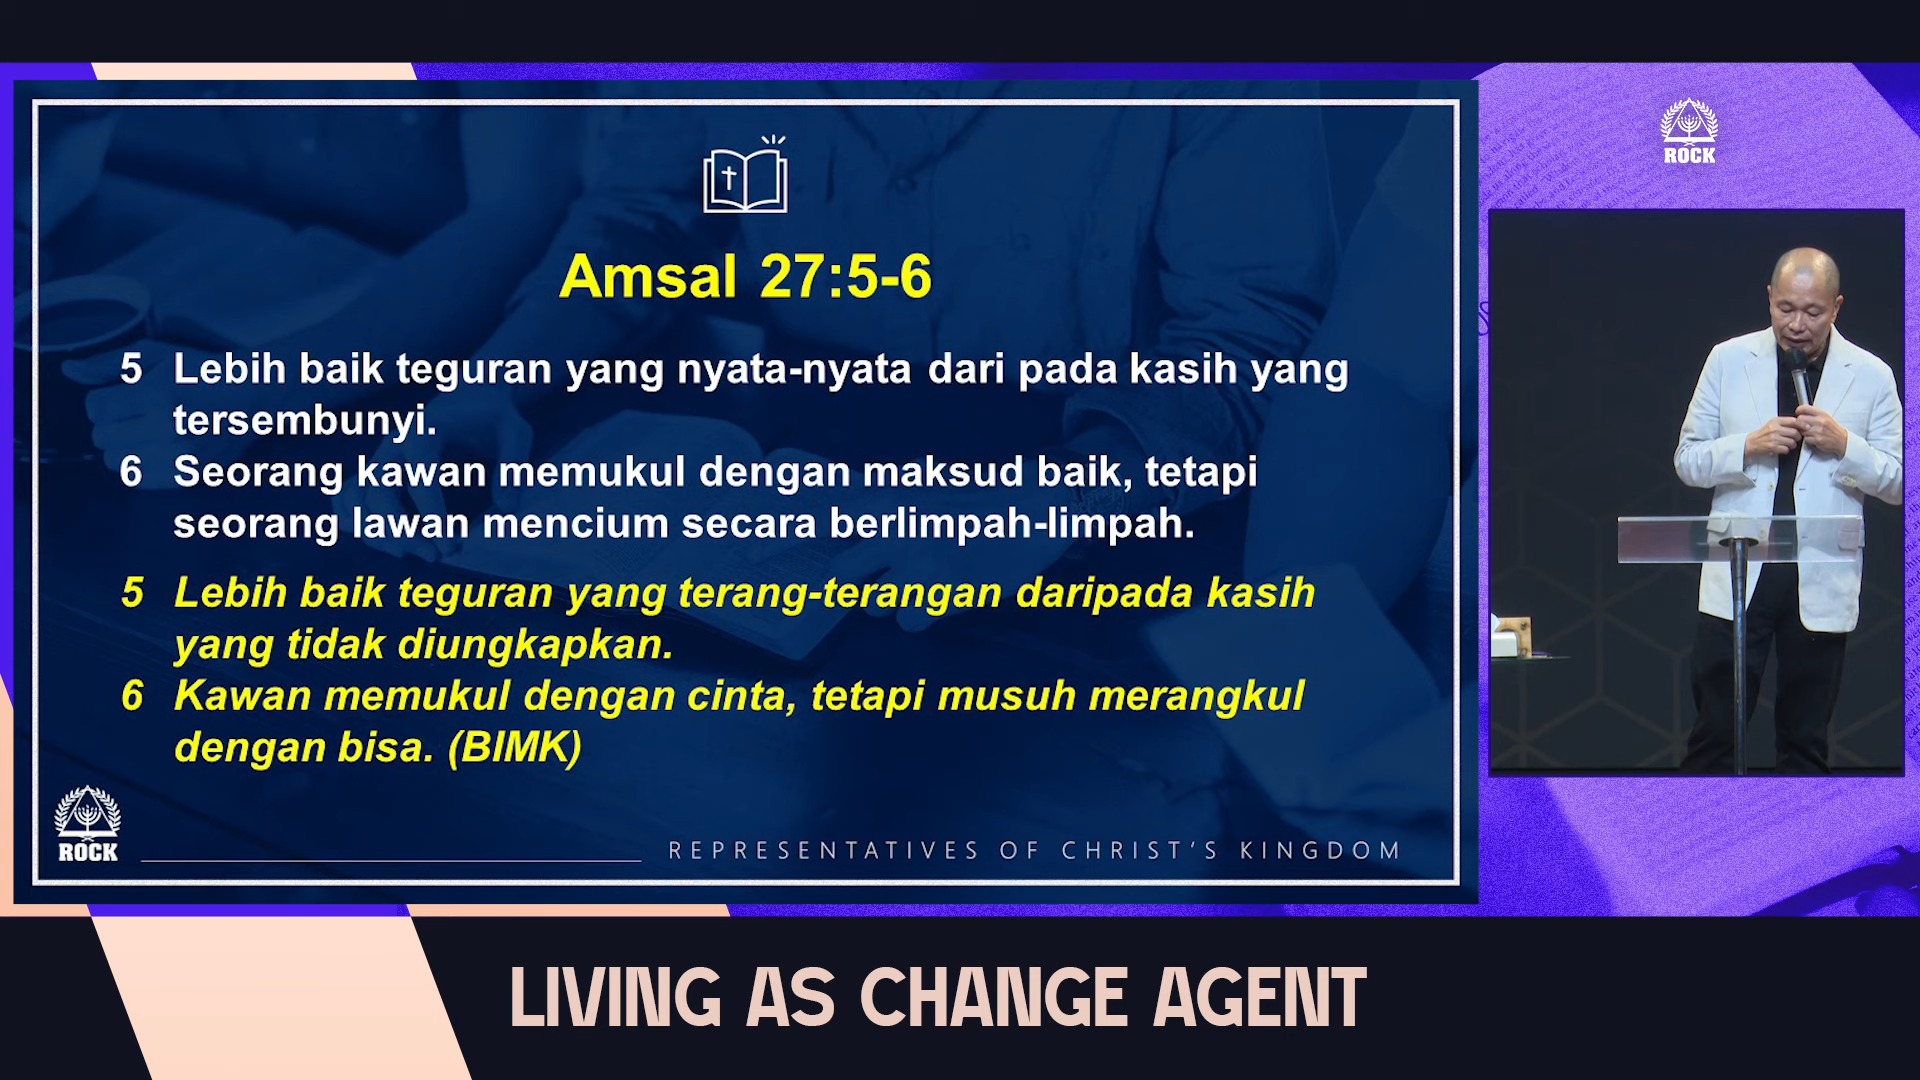 ROCK
Amsal 27:5-6
5 Lebih baik teguran yang nyata-nyata dari pada kasih yang
tersembunyi.
6 Seorang kawan memukul dengan maksud baik, tetapi
seorang lawan mencium secara berlimpah-limpah.
5 Lebih baik teguran yang terang-terangan daripada kasih
yang tidak diungkapkan.
6 Kawan memukul dengan cinta, tetapi musuh merangkul
dengan bisa. (BIMK)
ROCK
REPRESENTATIVES OF CHRIST'S KINGDOM
LIVING AS CHANGE AGENT